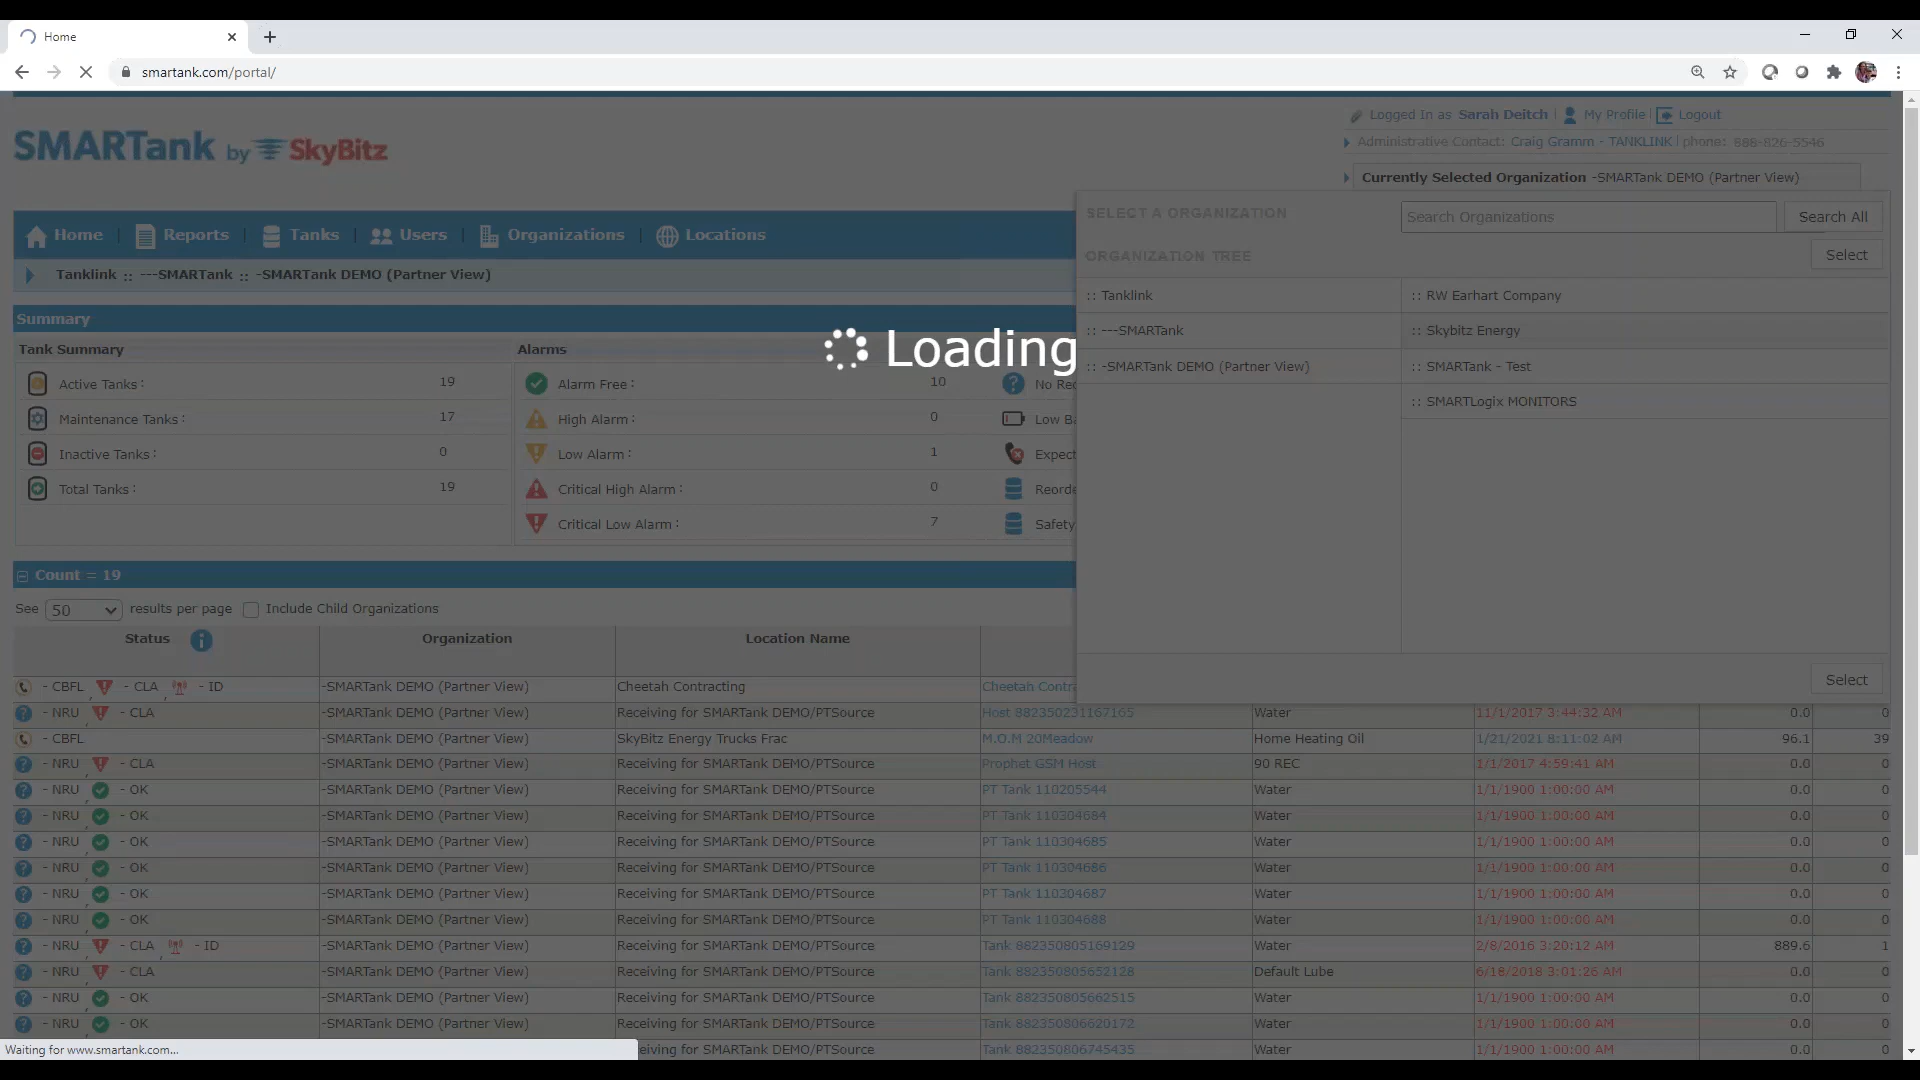 Home
smartank.com/portal/
Logged In as Sarah Deitch | My Profile | Logout
Administrative Contact: Craig Gramm - TANKLINK | phone: 888-826-5546
SMARTank by SkyBitz
Currently Selected Organization -SMARTank DEMO (Partner View)
SELECT A ORGANIZATION
Search Organizations
Search All
ORGANIZATION TREE
Select
:: Tanklink
:: RW Earhart Company
:: ---SMARTank
:: Skybitz Energy
:: -SMARTank DEMO (Partner View)
:: SMARTank - Test
:: SMARTLogix MONITORS
Select
Home | Reports | Tanks | Users | Organizations | Locations
Tanklink :: ---SMARTank :: -SMARTank DEMO (Partner View)
Summary
Loading
Tank Summary
Active Tanks : 19
Maintenance Tanks : 17
Inactive Tanks : 0
Total Tanks : 19
Alarms
Alarm Free : 10
High Alarm : 0
Low Alarm : 1
Critical High Alarm : 0
Critical Low Alarm : 7
No Rec
Low Ba
Expect
Reorde
Safety
Count = 19
See 50 results per page Include Child Organizations
Status Organization Location Name
- CBFL, - CLA, - ID -SMARTank DEMO (Partner View) Cheetah Contracting Cheetah Contra
- NRU, - CLA -SMARTank DEMO (Partner View) Receiving for SMARTank DEMO/PTSource Host 882350231167165 Water 11/1/2017 3:44:32 AM 0.0 0
- CBFL -SMARTank DEMO (Partner View) SkyBitz Energy Trucks Frac M.O.M 20Meadow Home Heating Oil 1/21/2021 8:11:02 AM 96.1 39
- NRU, - CLA -SMARTank DEMO (Partner View) Receiving for SMARTank DEMO/PTSource Prophet GSM Host 90 REC 1/1/2017 4:59:41 AM 0.0 0
- NRU, - OK -SMARTank DEMO (Partner View) Receiving for SMARTank DEMO/PTSource PT Tank 110205544 Water 1/1/1900 1:00:00 AM 0.0 0
- NRU, - OK -SMARTank DEMO (Partner View) Receiving for SMARTank DEMO/PTSource PT Tank 110304684 Water 1/1/1900 1:00:00 AM 0.0 0
- NRU, - OK -SMARTank DEMO (Partner View) Receiving for SMARTank DEMO/PTSource PT Tank 110304685 Water 1/1/1900 1:00:00 AM 0.0 0
- NRU, - OK -SMARTank DEMO (Partner View) Receiving for SMARTank DEMO/PTSource PT Tank 110304686 Water 1/1/1900 1:00:00 AM 0.0 0
- NRU, - OK -SMARTank DEMO (Partner View) Receiving for SMARTank DEMO/PTSource PT Tank 110304687 Water 1/1/1900 1:00:00 AM 0.0 0
- NRU, - OK -SMARTank DEMO (Partner View) Receiving for SMARTank DEMO/PTSource PT Tank 110304688 Water 1/1/1900 1:00:00 AM 0.0 0
- NRU, - CLA, - ID -SMARTank DEMO (Partner View) Receiving for SMARTank DEMO/PTSource Tank 882350805169129 Water 2/8/2016 3:20:12 AM 889.6 1
- NRU, - CLA -SMARTank DEMO (Partner View) Receiving for SMARTank DEMO/PTSource Tank 882350805652128 Default Lube 6/18/2018 3:01:26 AM 0.0 0
- NRU, - OK -SMARTank DEMO (Partner View) Receiving for SMARTank DEMO/PTSource Tank 882350805662515 Water 1/1/1900 1:00:00 AM 0.0 0
- NRU, - OK -SMARTank DEMO (Partner View) Receiving for SMARTank DEMO/PTSource Tank 882350806620172 Water 1/1/1900 1:00:00 AM 0.0 0
Waiting for www.smartank.com... eiving for SMARTank DEMO/PTSource Tank 882350806745435 Water 1/1/1900 1:00:00 AM 0.0 0